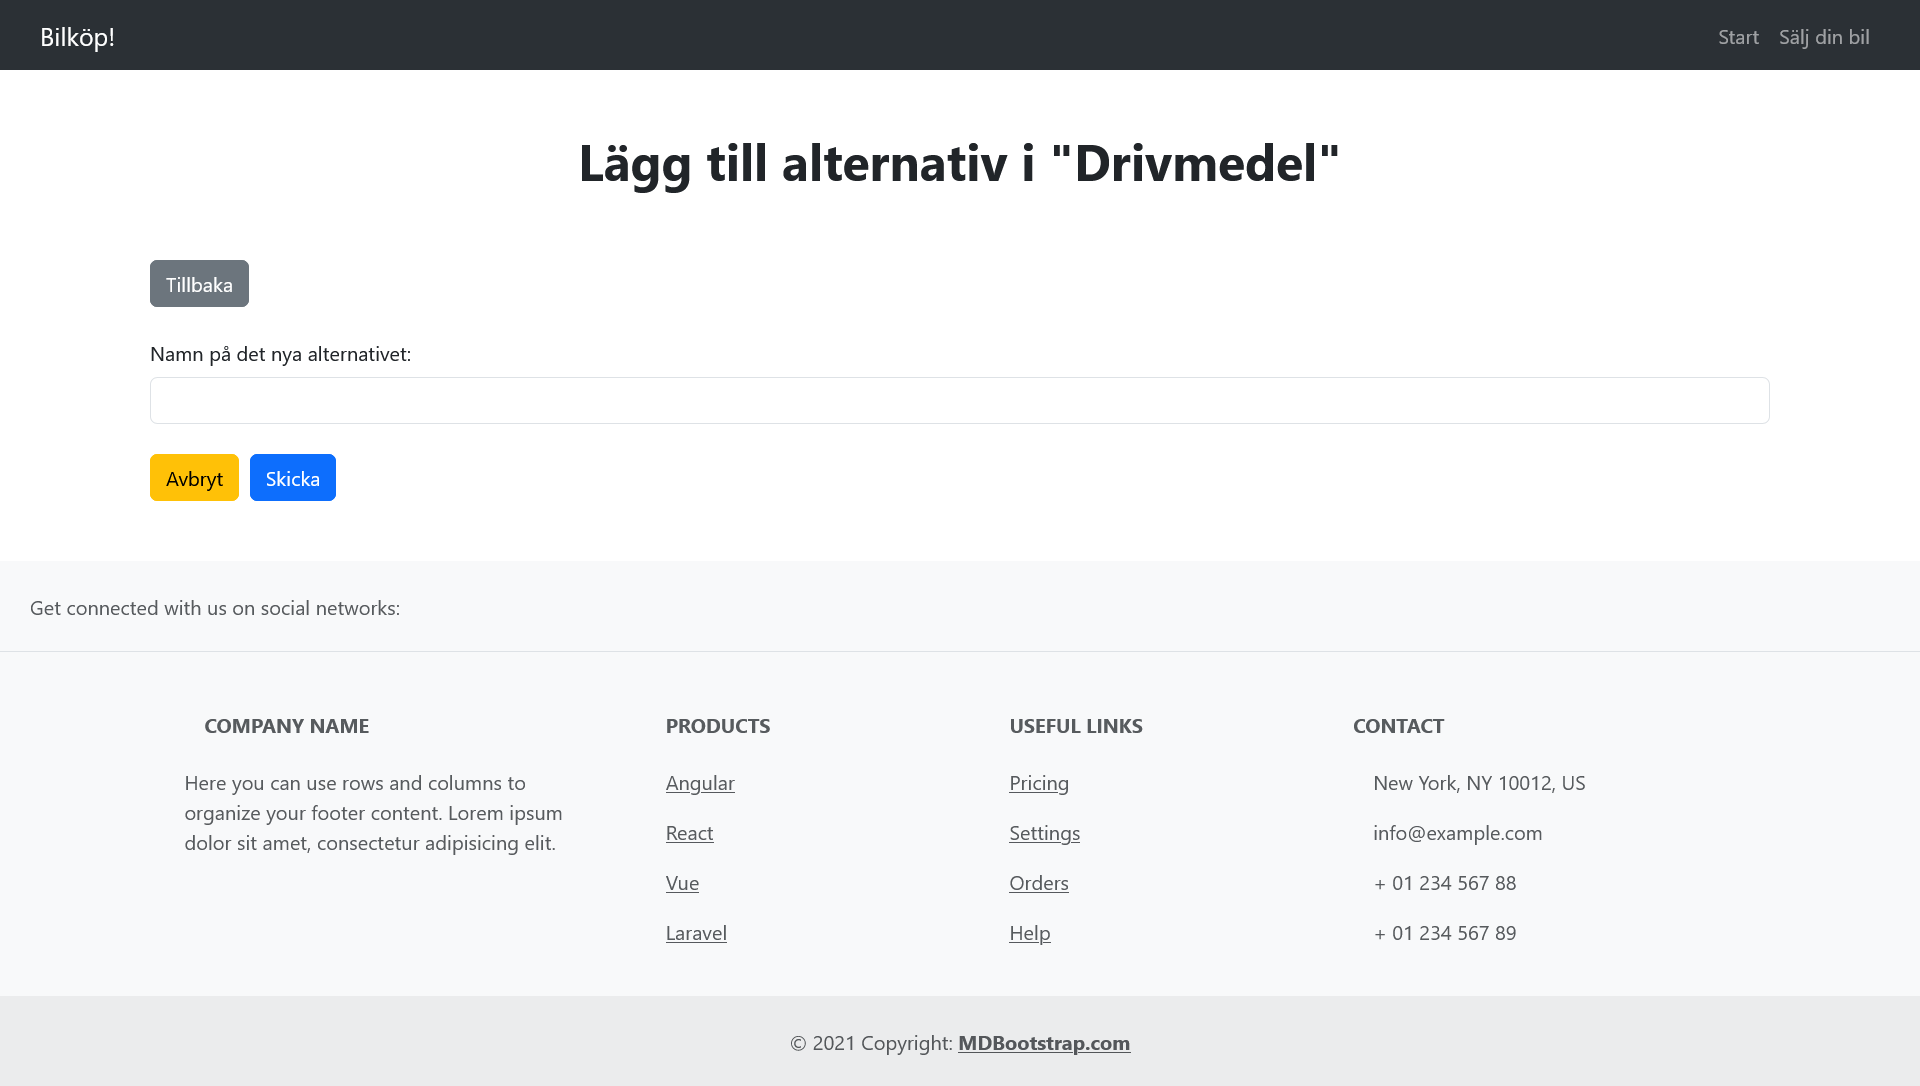 Bilköp!
Start
Sälj din bil
Lägg till alternativ i "Drivmedel"
Tillbaka
Namn på det nya alternativet:
Avbryt
Skicka
Get connected with us on social networks:
COMPANY NAME
Here you can use rows and columns to
organize your footer content. Lorem ipsum
dolor sit amet, consectetur adipisicing elit.
PRODUCTS
Angular
React
Vue
Laravel
USEFUL LINKS
Pricing
Settings
Orders
Help
CONTACT
New York, NY 10012, US
info@example.com
+ 01 234 567 88
+ 01 234 567 89
© 2021 Copyright: MDBootstrap.com